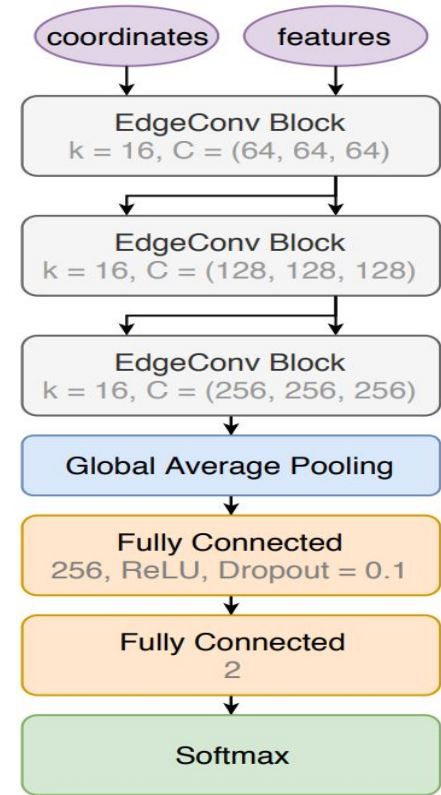 coordinates
features
EdgeConv Block
k = 16, C = (64, 64, 64)
EdgeConv Block
k = 16, C = (128, 128, 128)
EdgeConv Block
k = 16, C = (256, 256, 256)
Global Average Pooling
Fully Connected
256, ReLU, Dropout = 0.1
Fully Connected
2
Softmax